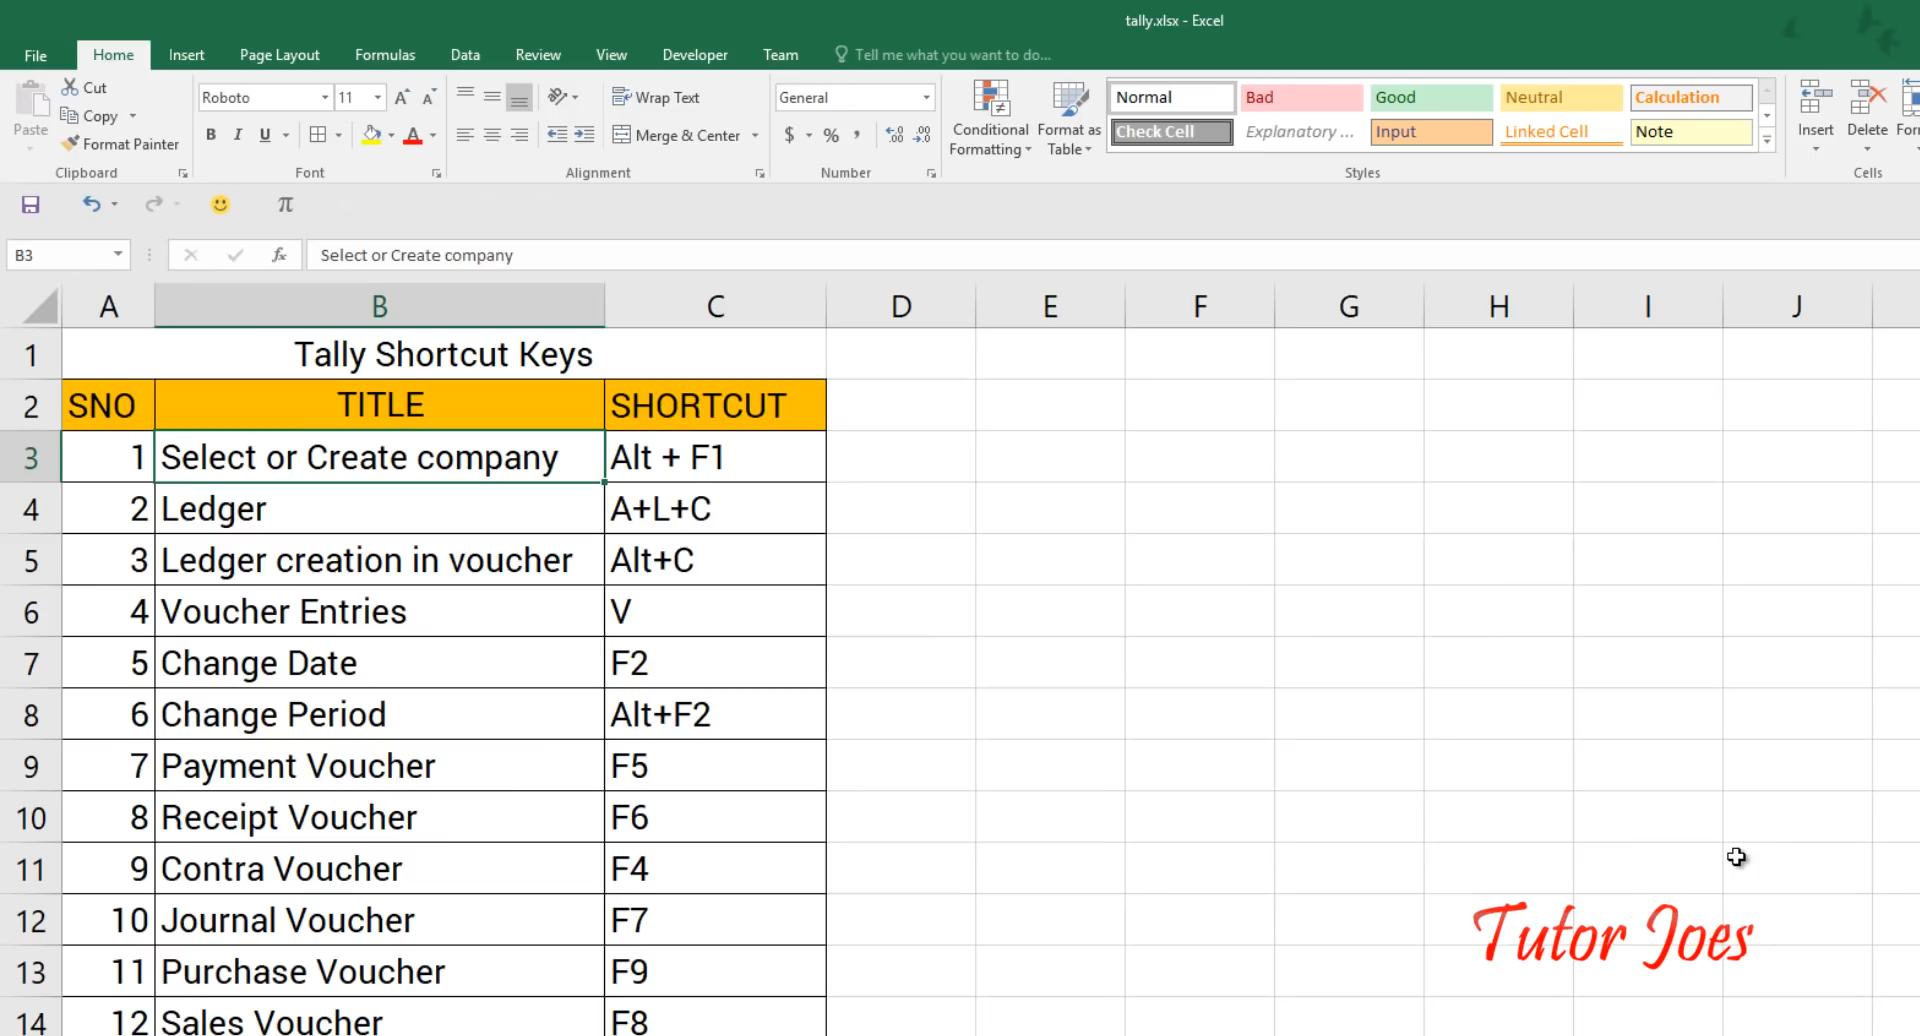 tally.xlsx - Excel
File Home Insert Page Layout Formulas Data Review View Developer Team Tell me what you want to do...
Paste
Cut
Copy
Format Painter
Clipboard
Roboto 11 A A
B I U A
Font
Wrap Text
Merge & Center
Alignment
General
$ % , .0 .00 .00 .0
Number
Conditional Formatting
Format as Table
Normal Bad Good Neutral Calculation
Check Cell Explanatory ... Input Linked Cell Note
Styles
Insert Delete
Cells
π
B3 fx Select or Create company
A B C D E F G H I J
1 Tally Shortcut Keys
2 SNO TITLE SHORTCUT
3 1 Select or Create company Alt + F1
4 2 Ledger A+L+C
5 3 Ledger creation in voucher Alt+C
6 4 Voucher Entries V
7 5 Change Date F2
8 6 Change Period Alt+F2
9 7 Payment Voucher F5
10 8 Receipt Voucher F6
11 9 Contra Voucher F4
12 10 Journal Voucher F7
13 11 Purchase Voucher F9
14 12 Sales Voucher F8
Tutor Joes